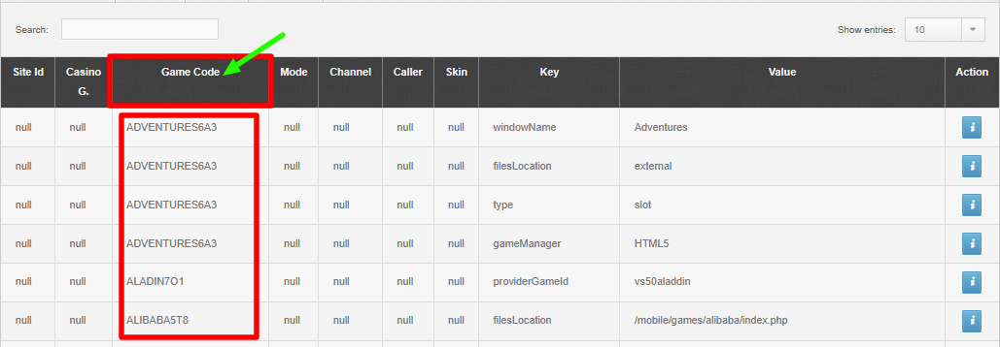 Search: Show entries: 10
Site Id Casino G. Game Code Mode Channel Caller Skin Key Value Action
null null ADVENTURES6A3 null null null null windowName Adventures i
null null ADVENTURES6A3 null null null null filesLocation external i
null null ADVENTURES6A3 null null null null type slot i
null null ADVENTURES6A3 null null null null gameManager HTML5 i
null null ALADIN7O1 null null null null providerGameId vs50aladdin i
null null ALIBABA5T8 null null null null filesLocation /mobile/games/alibaba/index.php i